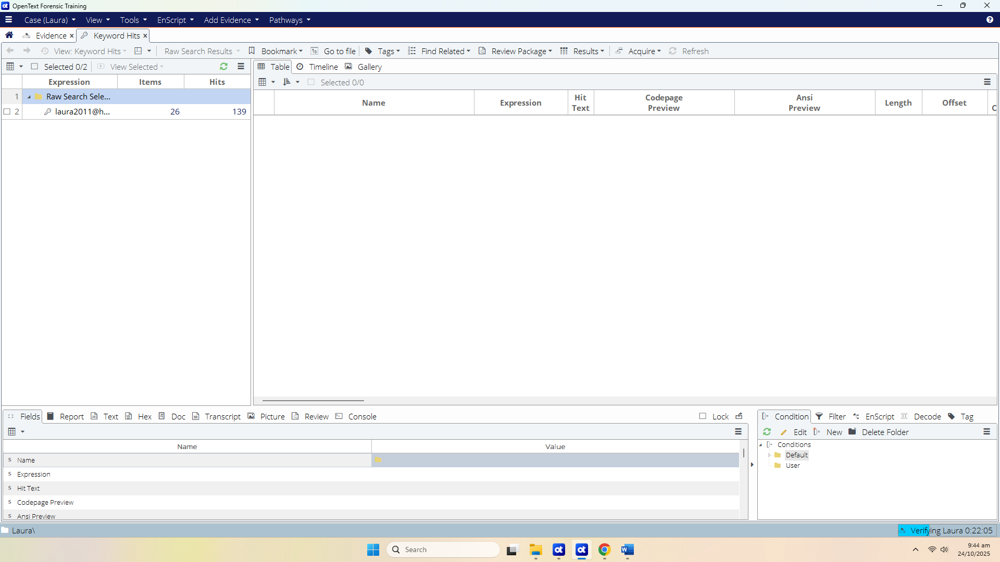 OpenText Forensic Training
Case (Laura) View Tools EnScript Add Evidence Pathways
Evidence Keyword Hits
View: Keyword Hits Raw Search Results Bookmark Go to file Tags Find Related Review Package Results Acquire Refresh
Selected 0/2 View Selected
Expression Items Hits
1 Raw Search Sele...
2 laura2011@h... 26 139
Table Timeline Gallery
Selected 0/0
Name Expression Hit Text Codepage Preview Ansi Preview Length Offset C
Fields Report Text Hex Doc Transcript Picture Review Console Lock
Name Value
S Name
S Expression
S Hit Text
S Codepage Preview
S Ansi Preview
Condition Filter EnScript Decode Tag
Edit New Delete Folder
Conditions
Default
User
Laura\
Verifying Laura 0:22:05
Search
9:44 am
24/10/2025